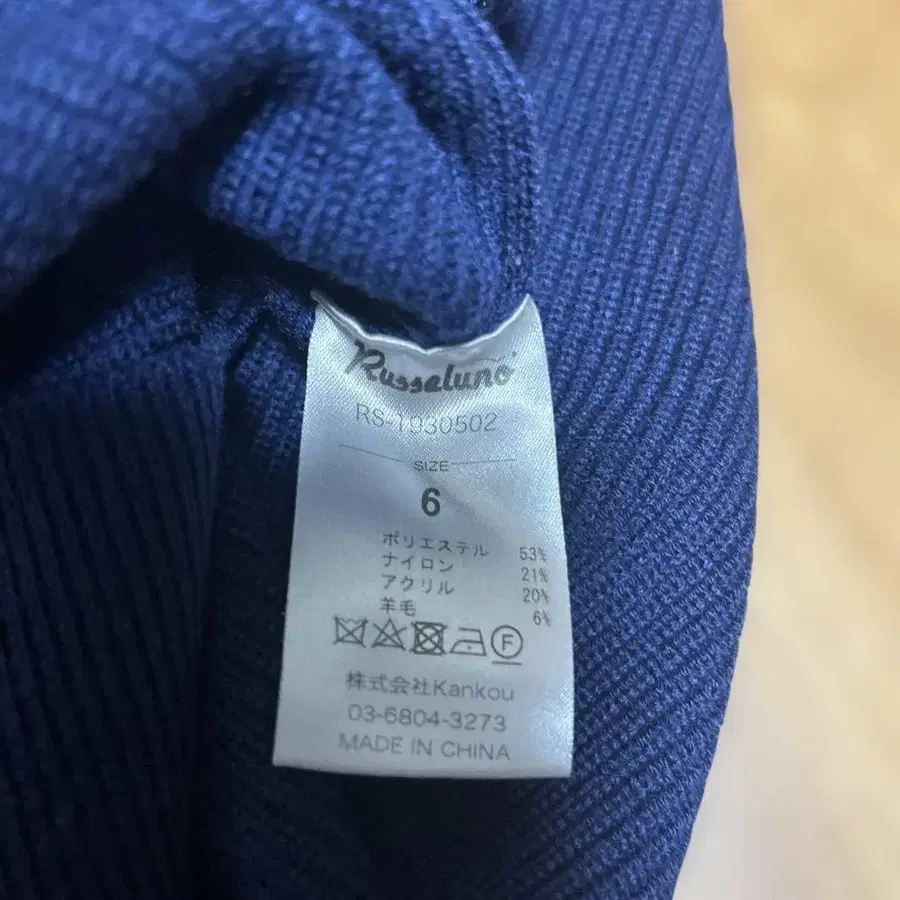 Russeluno
RS-1030502
SIZE
6
ポリエステル 53%
ナイロン 21%
アクリル 20%
羊毛 6%
F
株式会社Kankou
03-6804-3273
MADE IN CHINA